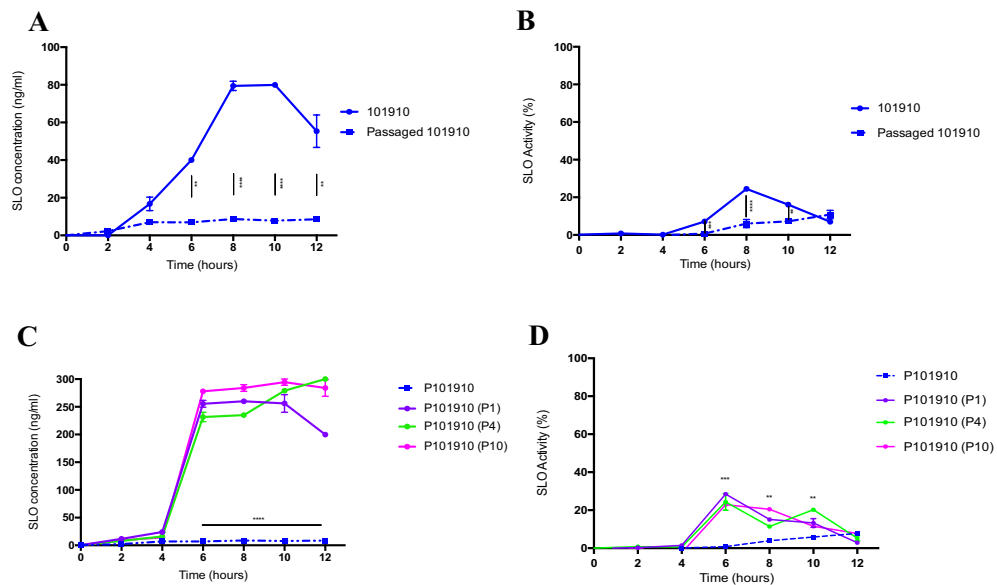 A
SLO concentration (ng/ml)
100
80
60
40
20
0
0 2 4 6 8 10 12
Time (hours)
** **** **** **
101910
Passaged 101910
B
SLO Activity (%)
100
80
60
40
20
0
0 2 4 6 8 10 12
Time (hours)
****
101910
Passaged 101910
C
SLO concentration (ng/ml)
300
250
200
150
100
50
0
0 2 4 6 8 10 12
Time (hours)
****
P101910
P101910 (P1)
P101910 (P4)
P101910 (P10)
D
SLO Activity (%)
100
80
60
40
20
0
0 2 4 6 8 10 12
Time (hours)
*** ** **
P101910
P101910 (P1)
P101910 (P4)
P101910 (P10)